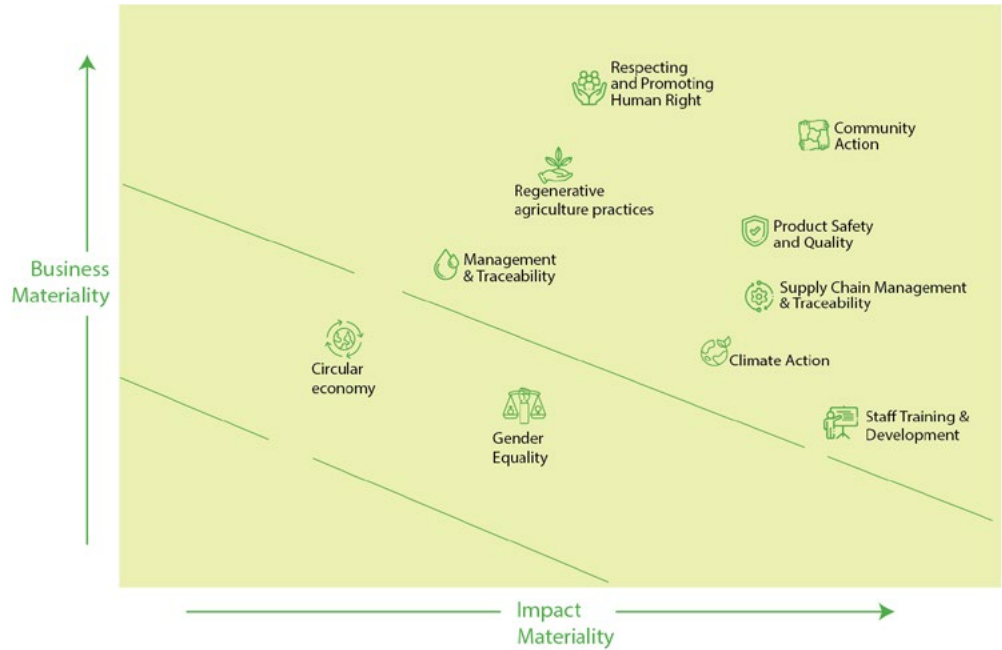 Respecting
and Promoting
Human Right
Community
Action
Regenerative
agriculture practices
Product Safety
and Quality
Management
& Traceability
Business
Materiality
Supply Chain Management
& Traceability
Circular
economy
Climate Action
Gender
Equality
Staff Training &
Development
Impact
Materiality